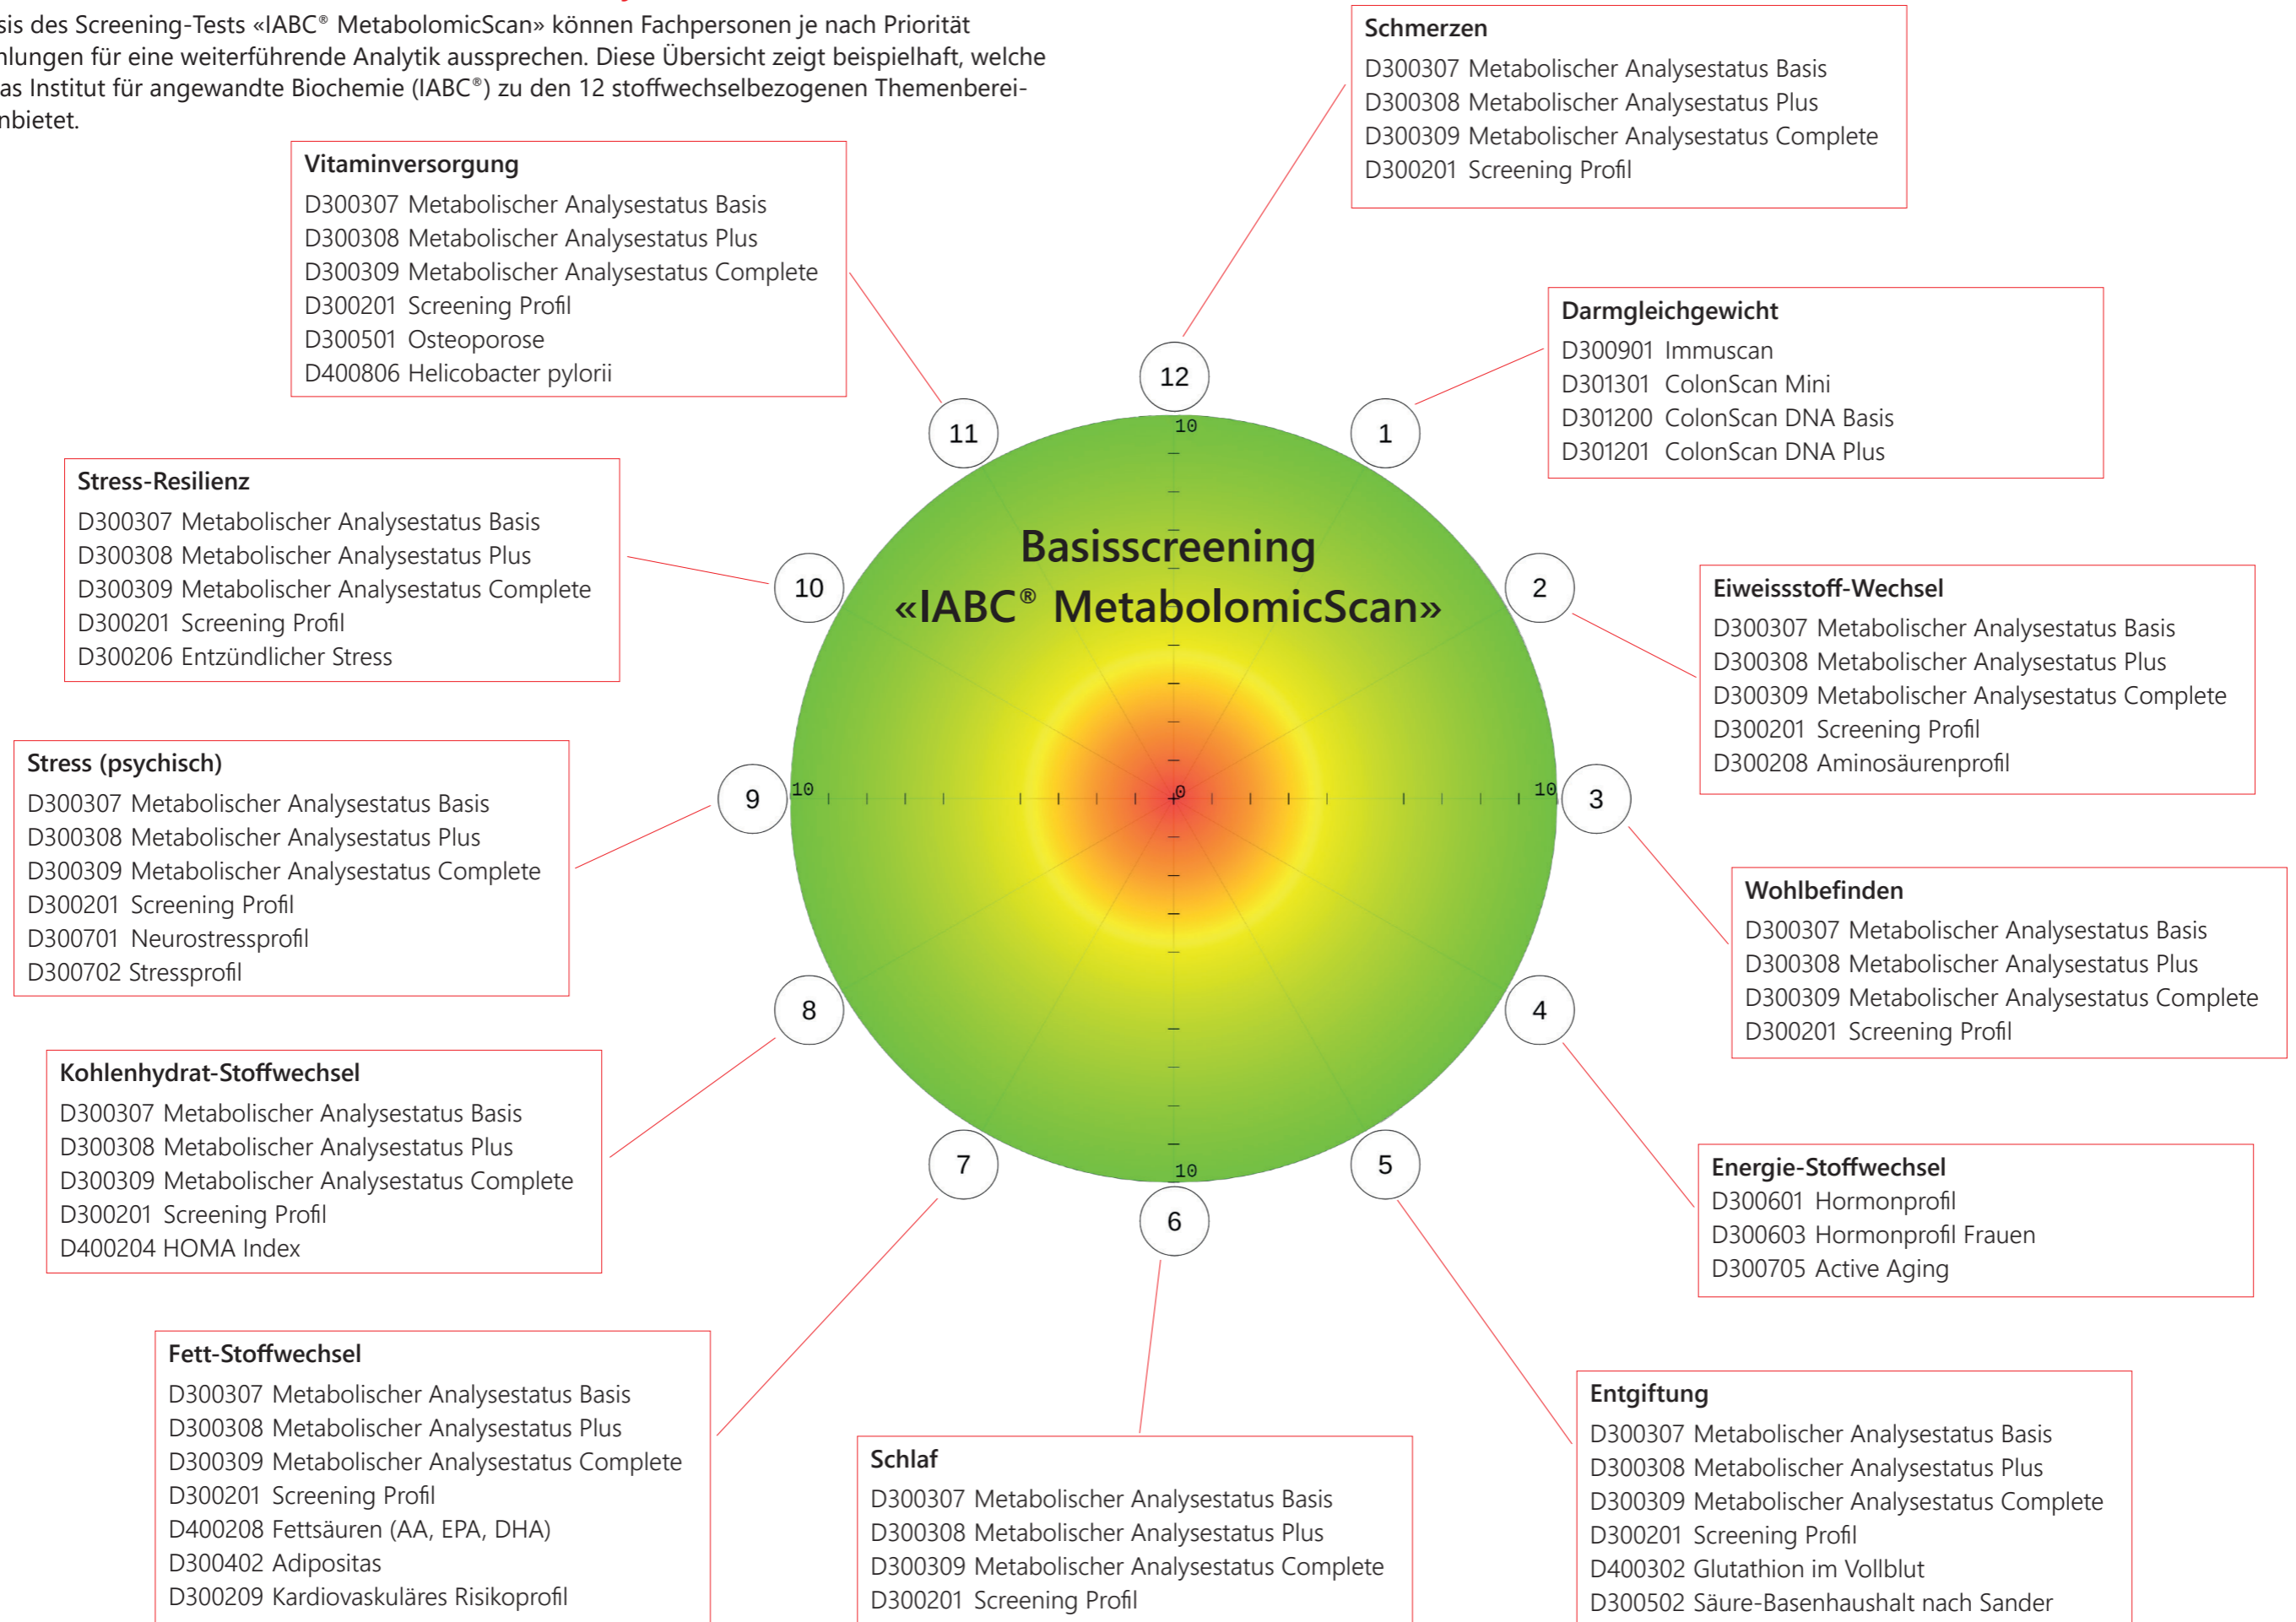 sis des Screening-Tests «IABC® MetabolomicScan» können Fachpersonen je nach Priorität
hlungen für eine weiterführende Analytik aussprechen. Diese Übersicht zeigt beispielhaft, welche
as Institut für angewandte Biochemie (IABC®) zu den 12 stoffwechselbezogenen Themenberei-
nbietet.
Schmerzen
D300307 Metabolischer Analysestatus Basis
D300308 Metabolischer Analysestatus Plus
D300309 Metabolischer Analysestatus Complete
D300201 Screening Profil
Vitaminversorgung
D300307 Metabolischer Analysestatus Basis
D300308 Metabolischer Analysestatus Plus
D300309 Metabolischer Analysestatus Complete
D300201 Screening Profil
D300501 Osteoporose
D400806 Helicobacter pylorii
Darmgleichgewicht
D300901 Immuscan
D301301 ColonScan Mini
D301200 ColonScan DNA Basis
D301201 ColonScan DNA Plus
Stress-Resilienz
D300307 Metabolischer Analysestatus Basis
D300308 Metabolischer Analysestatus Plus
D300309 Metabolischer Analysestatus Complete
D300201 Screening Profil
D300206 Entzündlicher Stress
12
11
1
10
10
2
Basisscreening
«IABC® MetabolomicScan»
Eiweissstoff-Wechsel
D300307 Metabolischer Analysestatus Basis
D300308 Metabolischer Analysestatus Plus
D300309 Metabolischer Analysestatus Complete
D300201 Screening Profil
D300208 Aminosäurenprofil
Stress (psychisch)
D300307 Metabolischer Analysestatus Basis
D300308 Metabolischer Analysestatus Plus
D300309 Metabolischer Analysestatus Complete
D300201 Screening Profil
D300701 Neurostressprofil
D300702 Stressprofil
9
10
0
10
3
Wohlbefinden
D300307 Metabolischer Analysestatus Basis
D300308 Metabolischer Analysestatus Plus
D300309 Metabolischer Analysestatus Complete
D300201 Screening Profil
8
4
Kohlenhydrat-Stoffwechsel
D300307 Metabolischer Analysestatus Basis
D300308 Metabolischer Analysestatus Plus
D300309 Metabolischer Analysestatus Complete
D300201 Screening Profil
D400204 HOMA Index
7
10
5
6
Energie-Stoffwechsel
D300601 Hormonprofil
D300603 Hormonprofil Frauen
D300705 Active Aging
Fett-Stoffwechsel
D300307 Metabolischer Analysestatus Basis
D300308 Metabolischer Analysestatus Plus
D300309 Metabolischer Analysestatus Complete
D300201 Screening Profil
D400208 Fettsäuren (AA, EPA, DHA)
D300402 Adipositas
D300209 Kardiovaskuläres Risikoprofil
Schlaf
D300307 Metabolischer Analysestatus Basis
D300308 Metabolischer Analysestatus Plus
D300309 Metabolischer Analysestatus Complete
D300201 Screening Profil
Entgiftung
D300307 Metabolischer Analysestatus Basis
D300308 Metabolischer Analysestatus Plus
D300309 Metabolischer Analysestatus Complete
D300201 Screening Profil
D400302 Glutathion im Vollblut
D300502 Säure-Basenhaushalt nach Sander